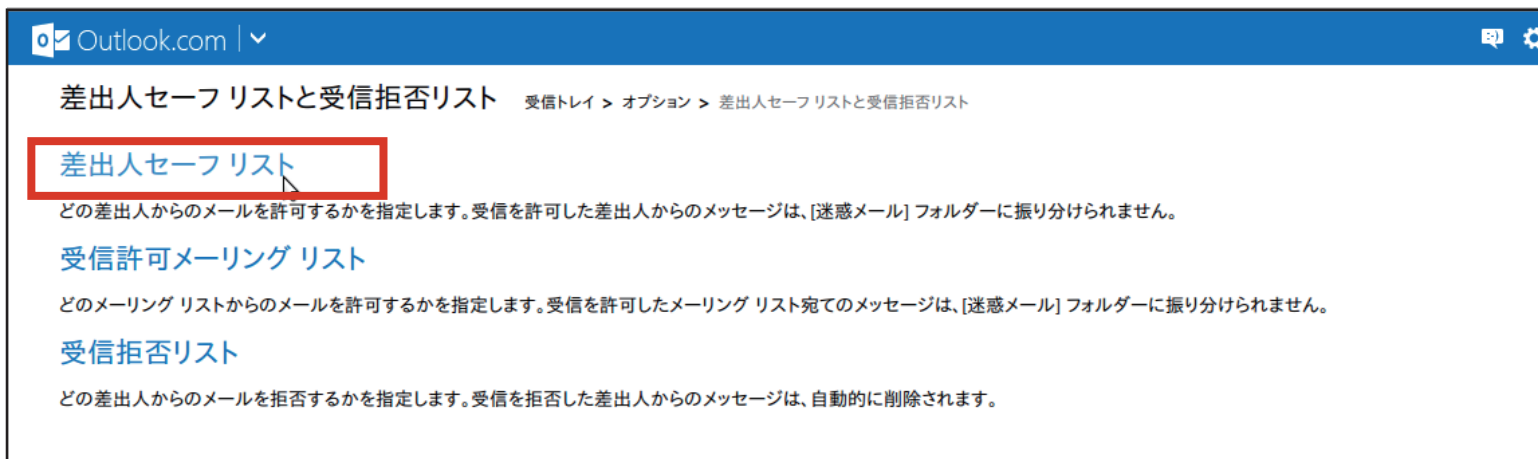 Outlook.com
差出人セーフ リストと受信拒否リスト 受信トレイ > オプション > 差出人セーフ リストと受信拒否リスト
差出人セーフ リスト
どの差出人からのメールを許可するかを指定します。受信を許可した差出人からのメッセージは、[迷惑メール] フォルダーに振り分けられません。
受信許可メーリング リスト
どのメーリング リストからのメールを許可するかを指定します。受信を許可したメーリング リスト宛てのメッセージは、[迷惑メール] フォルダーに振り分けられません。
受信拒否リスト
どの差出人からのメールを拒否するかを指定します。受信を拒否した差出人からのメッセージは、自動的に削除されます。